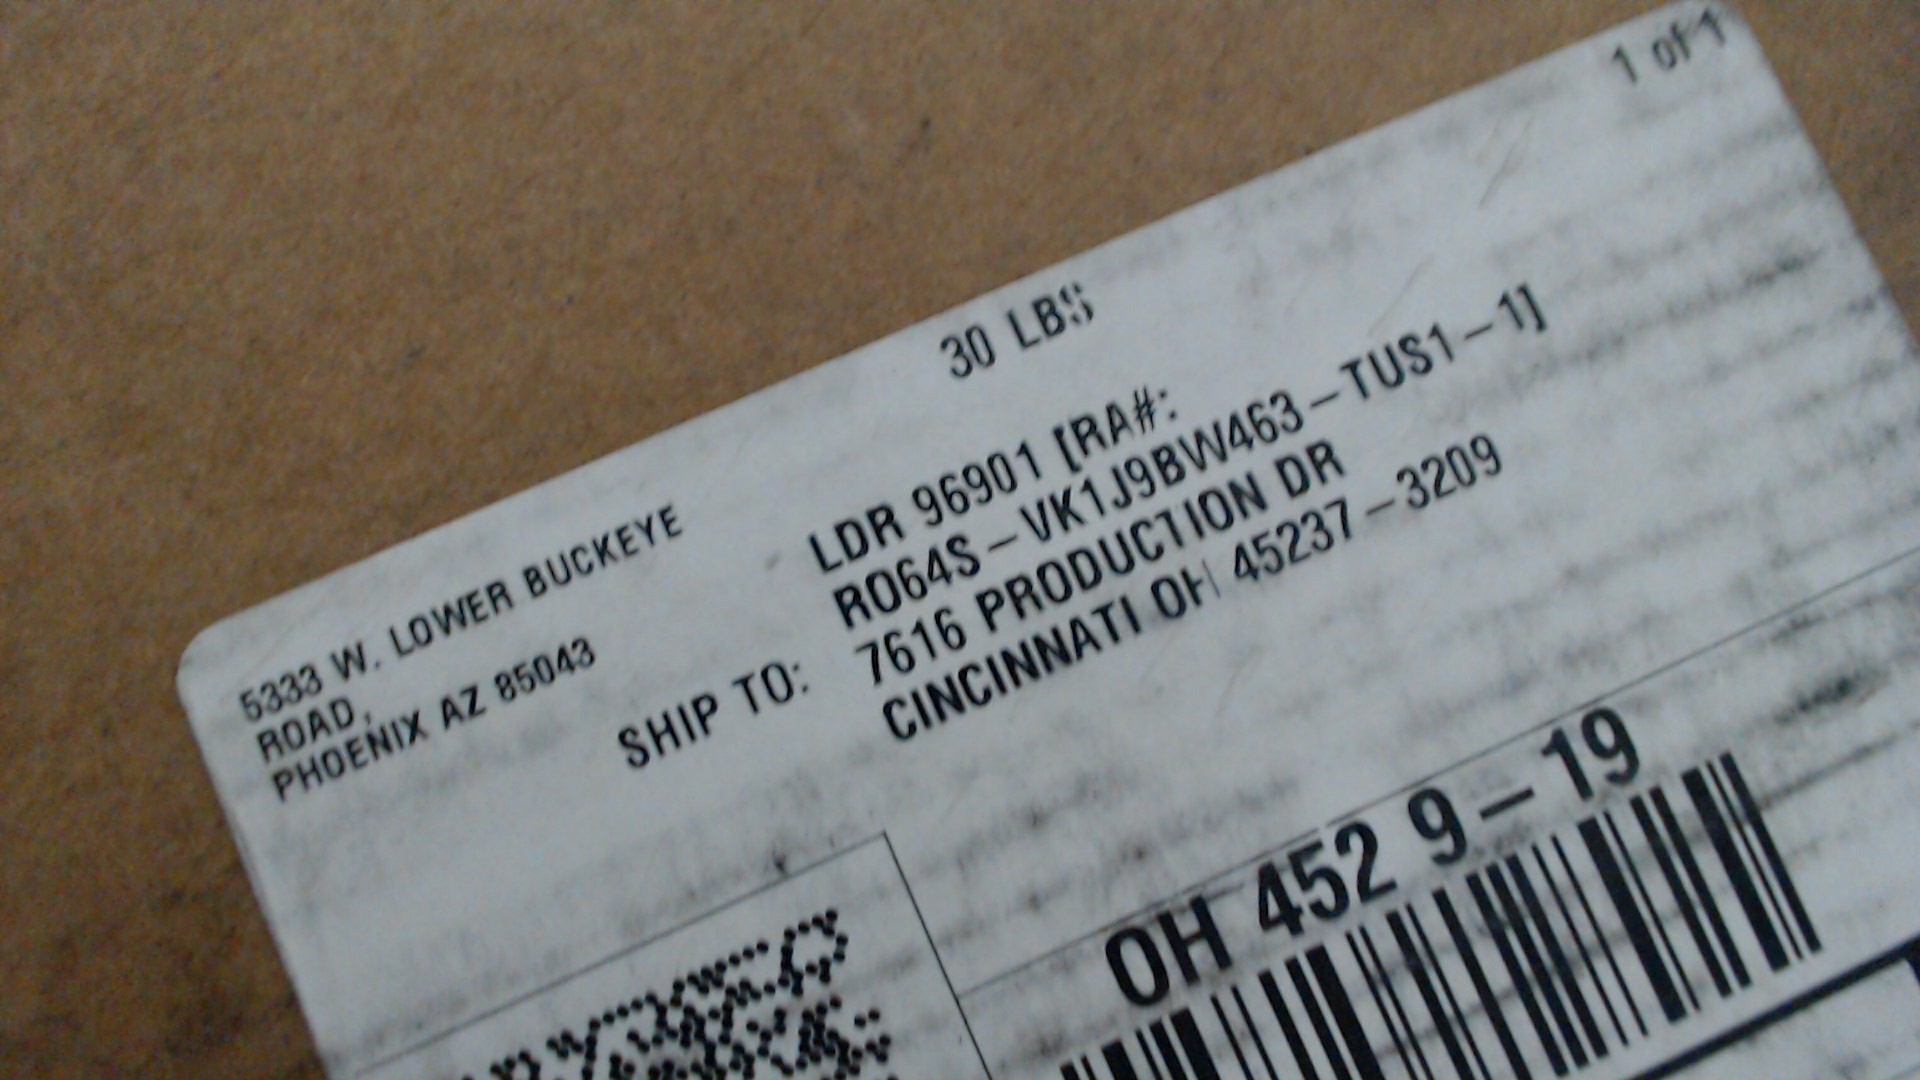 1 of 1
30 LBS
5333 W. LOWER BUCKEYE
ROAD,
PHOENIX AZ 85043
SHIP TO:
LDR 96901 [RA#:
RO64S-VK1J9BW463-TUS1-1]
7616 PRODUCTION DR
CINCINNATI OH 45237-3209
OH 452 9-19